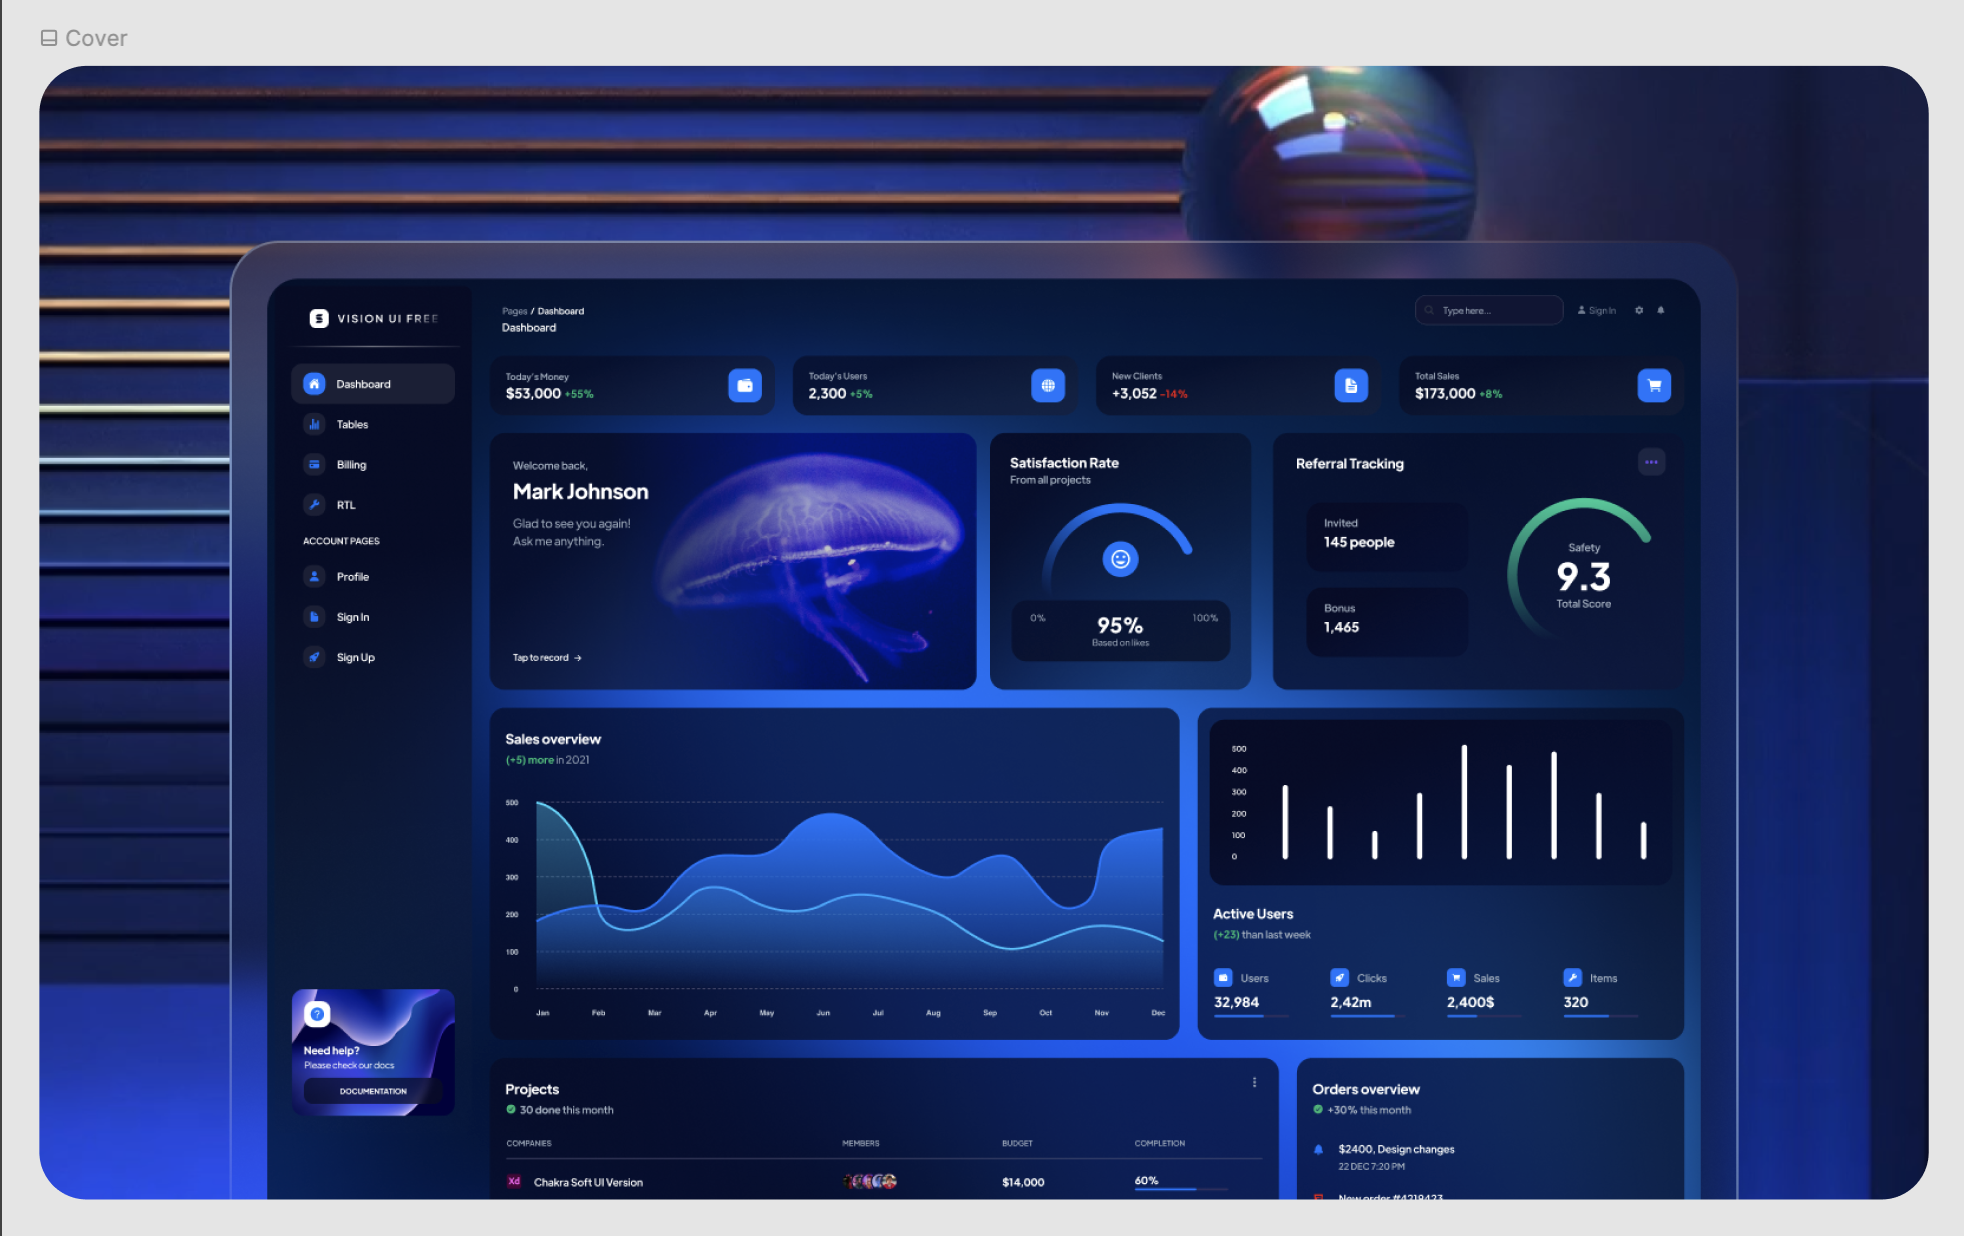 Cover
VISION UI FREE
Dashboard
Tables
Billing
RTL
ACCOUNT PAGES
Profile
Sign In
Sign Up
Need help?
Please check our docs
DOCUMENTATION
Pages / Dashboard
Dashboard
Type here...
Sign In
Today's Money
$53,000 +55%
Today's Users
2,300 +5%
New Clients
+3,052 -14%
Total Sales
$173,000 +8%
Welcome back,
Mark Johnson
Glad to see you again!
Ask me anything.
Tap to record
Satisfaction Rate
From all projects
0%
95%
100%
Based on likes
Referral Tracking
Invited
145 people
Bonus
1,465
Safety
9.3
Total Score
Sales overview
(+5) more in 2021
500
400
300
200
100
0
Jan Feb Mar Apr May Jun Jul Aug Sep Oct Nov Dec
500
400
300
200
100
0
Active Users
(+23) than last week
Users
32,984
Clicks
2,42m
Sales
2,400$
Items
320
Projects
30 done this month
COMPANIES MEMBERS BUDGET COMPLETION
Xd Chakra Soft UI Version $14,000 60%
Orders overview
+30% this month
$2400, Design changes
22 DEC 7:20 PM
New order #4219423